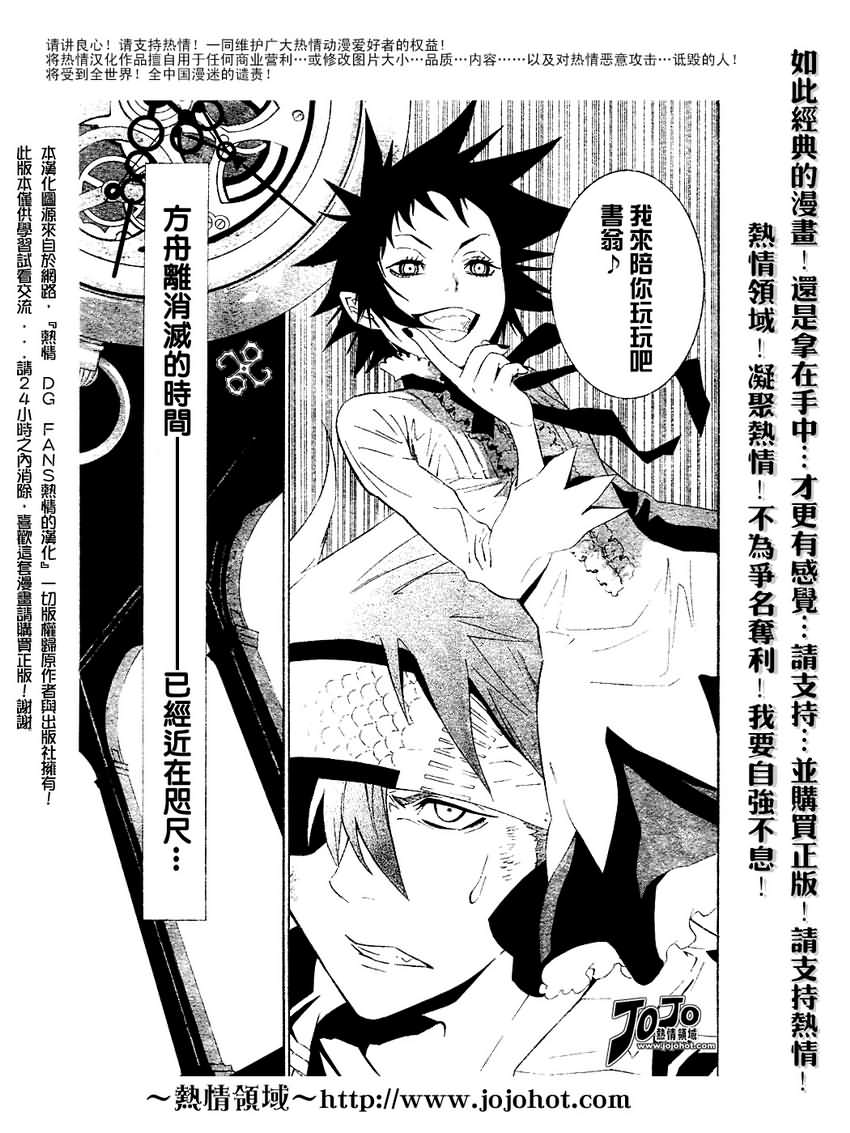 请讲良心！请支持热情！一同维护广大热情动漫爱好者的权益！
将热情汉化作品擅自用于任何商业营利…或修改图片大小…品质…内容……以及对热情恶意攻击…诋毁的人！
将受到全世界！全中国漫迷的谴责！
如此經典的漫畫！還是拿在手中…才更有感覺…請支持…並購買正版！請支持熱情！
熱情領域！凝聚熱情！不為爭名奪利！我要自強不息！
我來陪你玩玩吧
書翁♪
方舟離消滅的時間——已經近在咫尺…
本漢化圖源來自於網路．『熱情 DG FANS熱情的漢化』一切版權歸原作者與出版社擁有！
此版本僅供學習試看交流...請24小時之內消除．喜歡這套漫畫請購買正版！謝謝
JOJO
熱情領域
www.jojohot.com
～熱情領域～http://www.jojohot.com